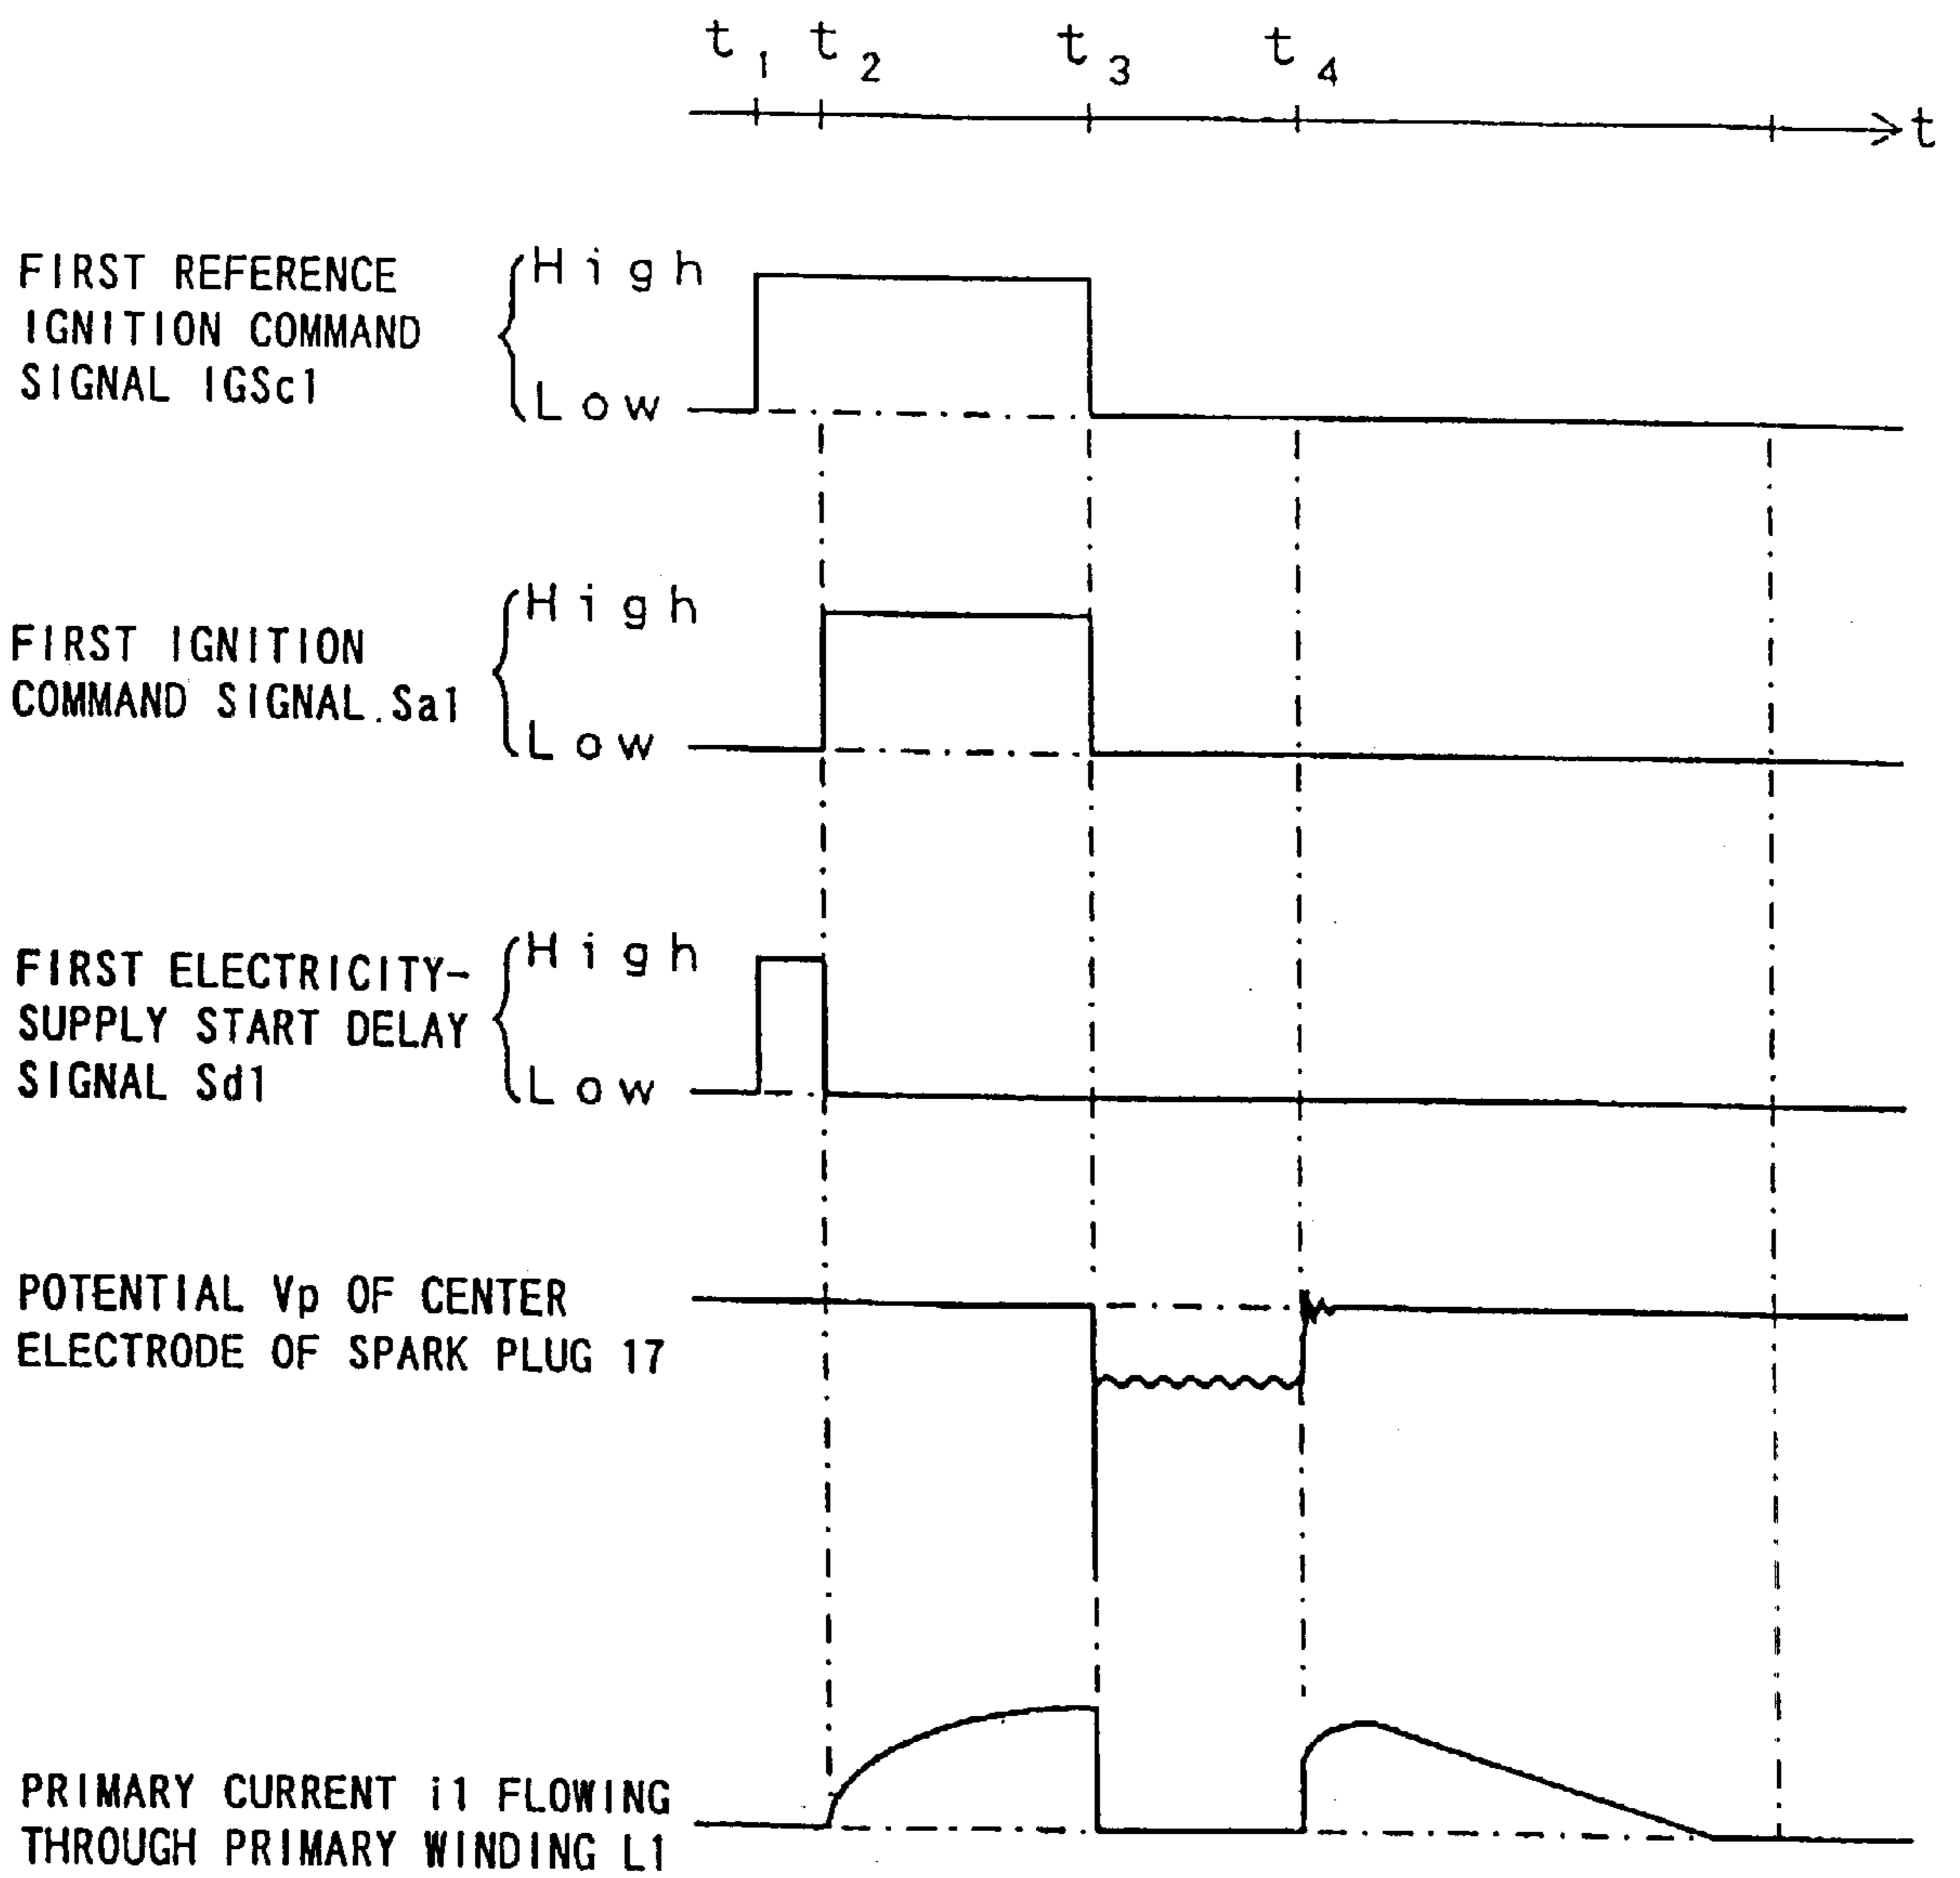 t1 t2 t3 t4
t
FIRST REFERENCE
IGNITION COMMAND
SIGNAL IGSc1
High
Low
FIRST IGNITION
COMMAND SIGNAL.Sa1
High
Low
FIRST ELECTRICITY-
SUPPLY START DELAY
SIGNAL Sd1
High
Low
POTENTIAL Vp OF CENTER
ELECTRODE OF SPARK PLUG 17
PRIMARY CURRENT i1 FLOWING
THROUGH PRIMARY WINDING L1